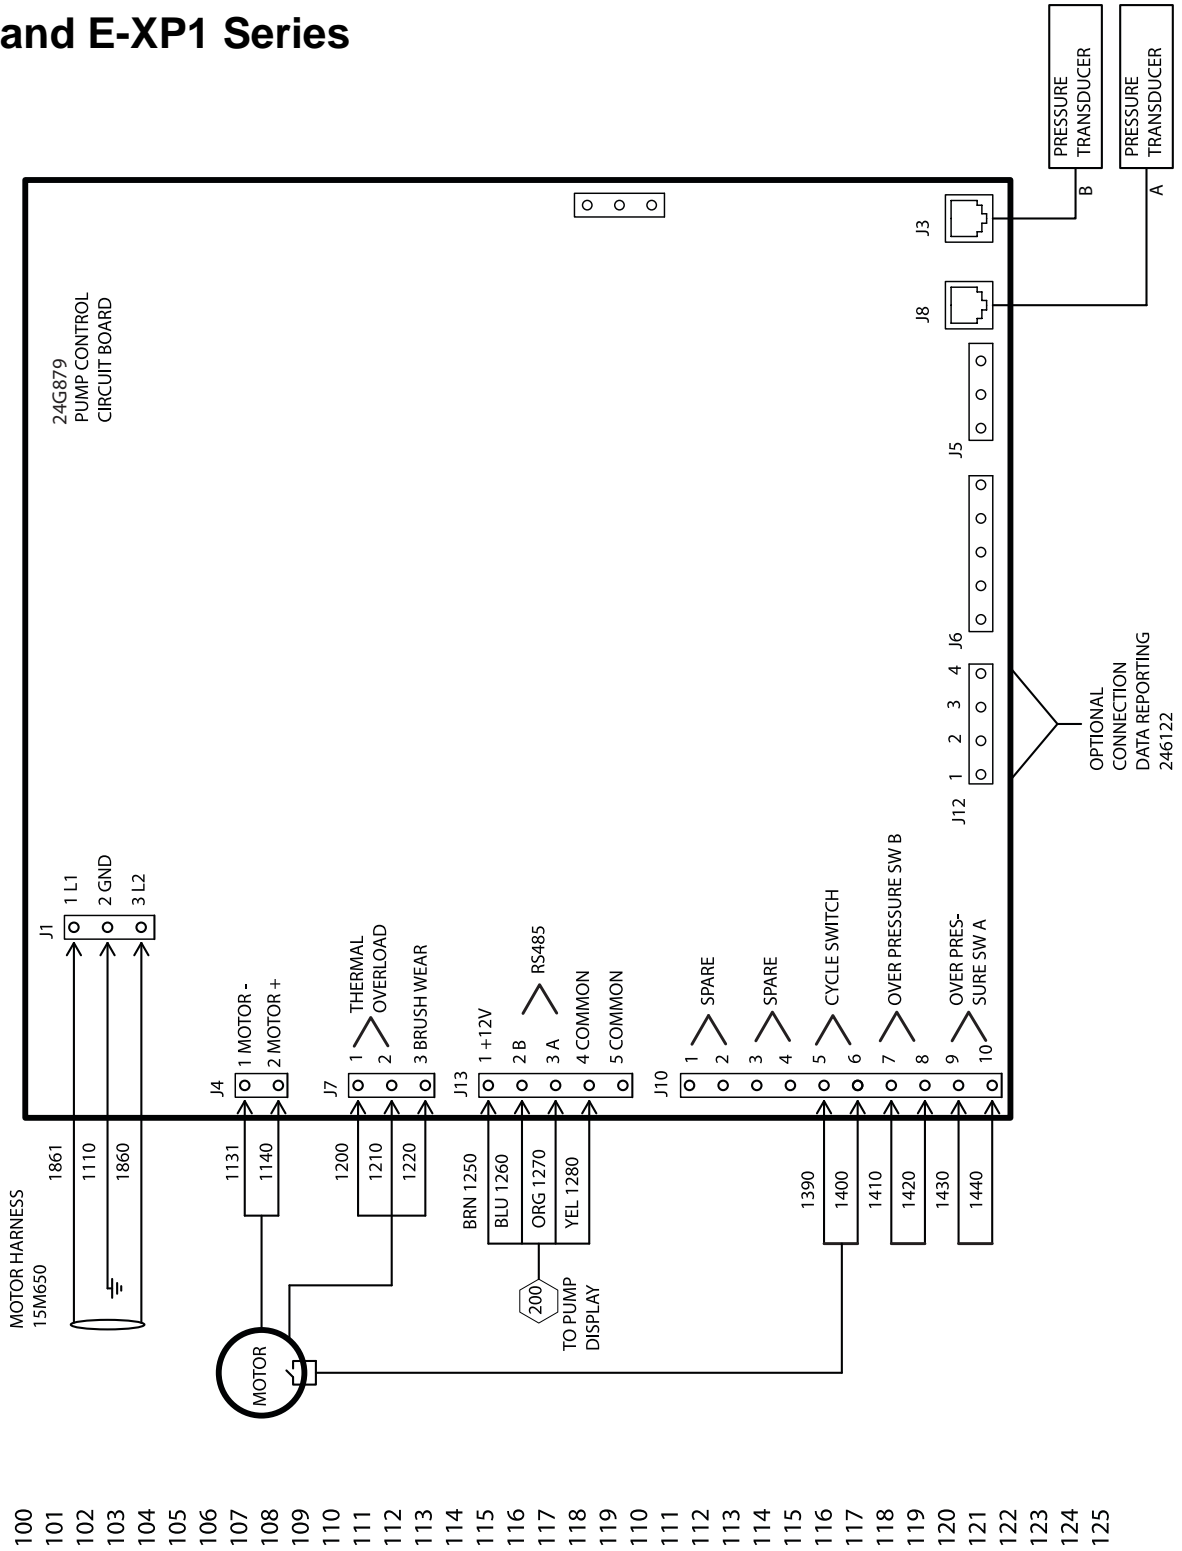 and E-XP1 Series
PRESSURE
TRANSDUCER
PRESSURE
TRANSDUCER
B
A
24G879
PUMP CONTROL
CIRCUIT BOARD
J3
J8
J5
J6
J12
1
2
3
4
OPTIONAL
CONNECTION
DATA REPORTING
246122
MOTOR HARNESS
15M650
1861
1110
1860
J1
1 L1
2 GND
3 L2
1131
1140
J4
1 MOTOR -
2 MOTOR +
1200
1210
1220
J7
1
2
THERMAL
OVERLOAD
3 BRUSH WEAR
BRN 1250
BLU 1260
ORG 1270
YEL 1280
J13
1 +12V
2 B
3 A
RS485
4 COMMON
5 COMMON
200
TO PUMP
DISPLAY
MOTOR
J10
1
2
SPARE
3
4
SPARE
5
6
CYCLE SWITCH
7
8
OVER PRESSURE SW B
9
10
OVER PRES-
SURE SW A
1390
1400
1410
1420
1430
1440
100
101
102
103
104
105
106
107
108
109
110
111
112
113
114
115
116
117
118
119
110
111
112
113
114
115
116
117
118
119
120
121
122
123
124
125